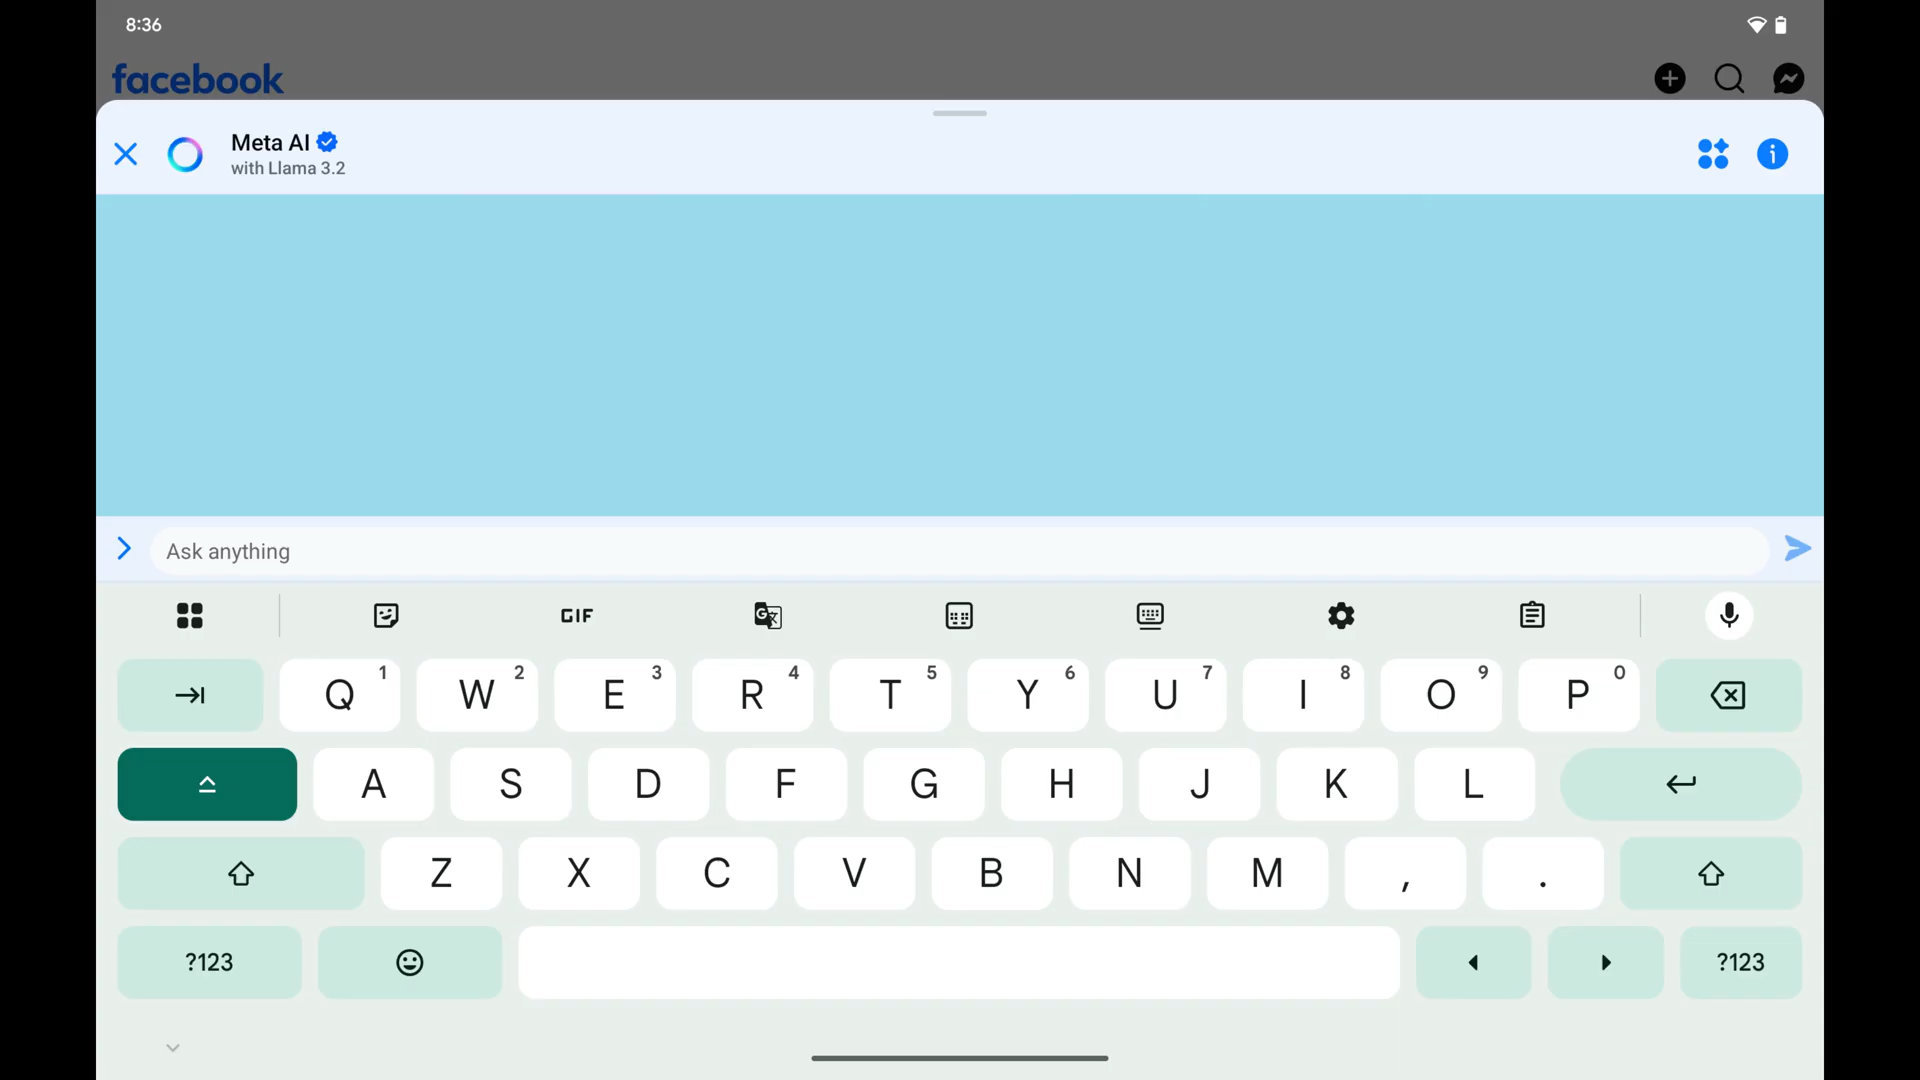 8:36
facebook
Meta AI
with Llama 3.2
Ask anything
GIF
Q 1 W 2 E 3 R 4 T 5 Y 6 U 7 I 8 O 9 P 0
A S D F G H J K L
Z X C V B N M , .
?123 ?123